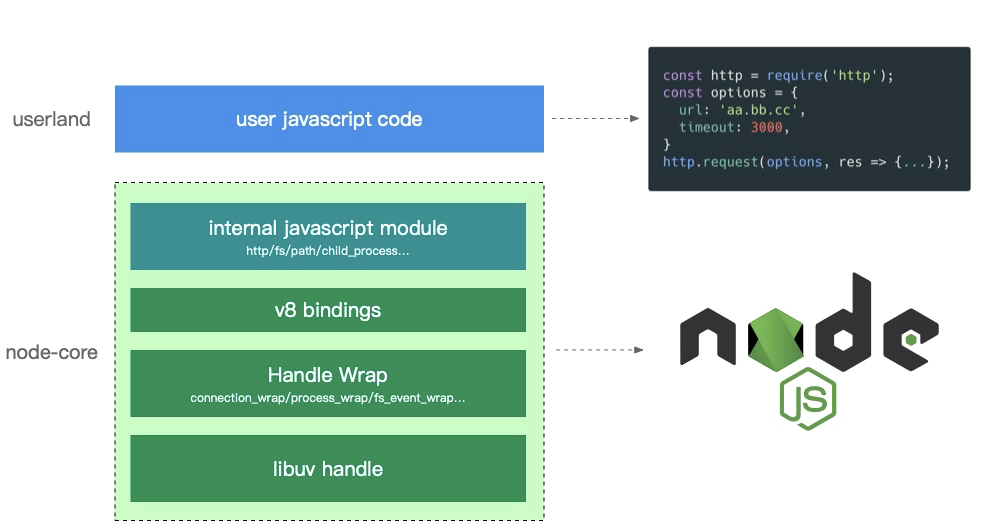 userland
user javascript code
const http = require('http');
const options = {
url: 'aa.bb.cc',
timeout: 3000,
}
http.request(options, res => {...});
node-core
internal javascript module
http/fs/path/child_process...
v8 bindings
Handle Wrap
connection_wrap/process_wrap/fs_event_wrap...
libuv handle
node
JS